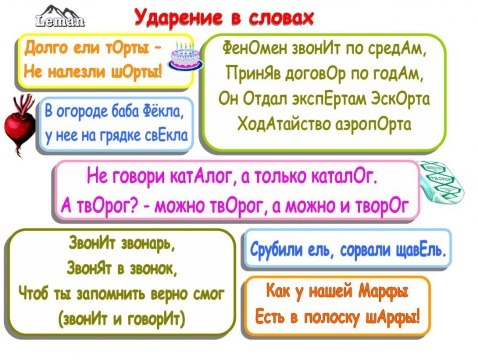 Leman
Ударение в словах
Долго ели тОрты -
Не налезли шОрты!
ФенОмен звонИт по средАм,
ПринЯв договОр по годАм,
Он Отдал экспЕртам ЭскОрта
ХодАтайство аэропОрта
В огороде баба Фёкла,
у нее на грядке свЕкла
Не говори катАлог, а только каталОг.
А твОрог? - можно твОрог, а можно и творОг
ЗвонИт звонарь,
ЗвонЯт в звонок,
Чтоб ты запомнить верно смог
(звонИт и говорИт)
Срубили ель, сорвали щавЕль.
Как у нашей Марфы
Есть в полоску шАрфы!